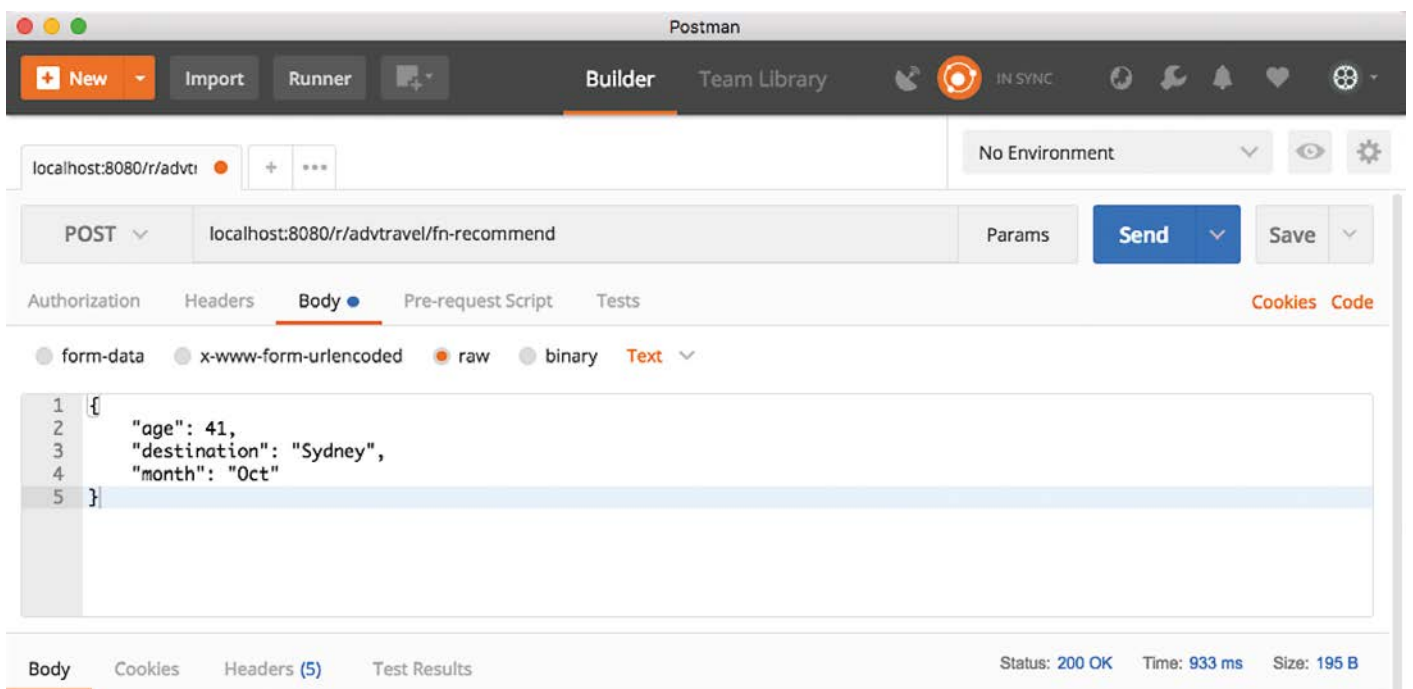 Postman
New Import Runner Builder Team Library IN SYNC
localhost:8080/r/advtr No Environment
POST localhost:8080/r/advtravel/fn-recommend Params Send Save
Authorization Headers Body Pre-request Script Tests Cookies Code
form-data x-www-form-urlencoded raw binary Text
1 {
2 "age": 41,
3 "destination": "Sydney",
4 "month": "Oct"
5 }
Body Cookies Headers (5) Test Results Status: 200 OK Time: 933 ms Size: 195 B